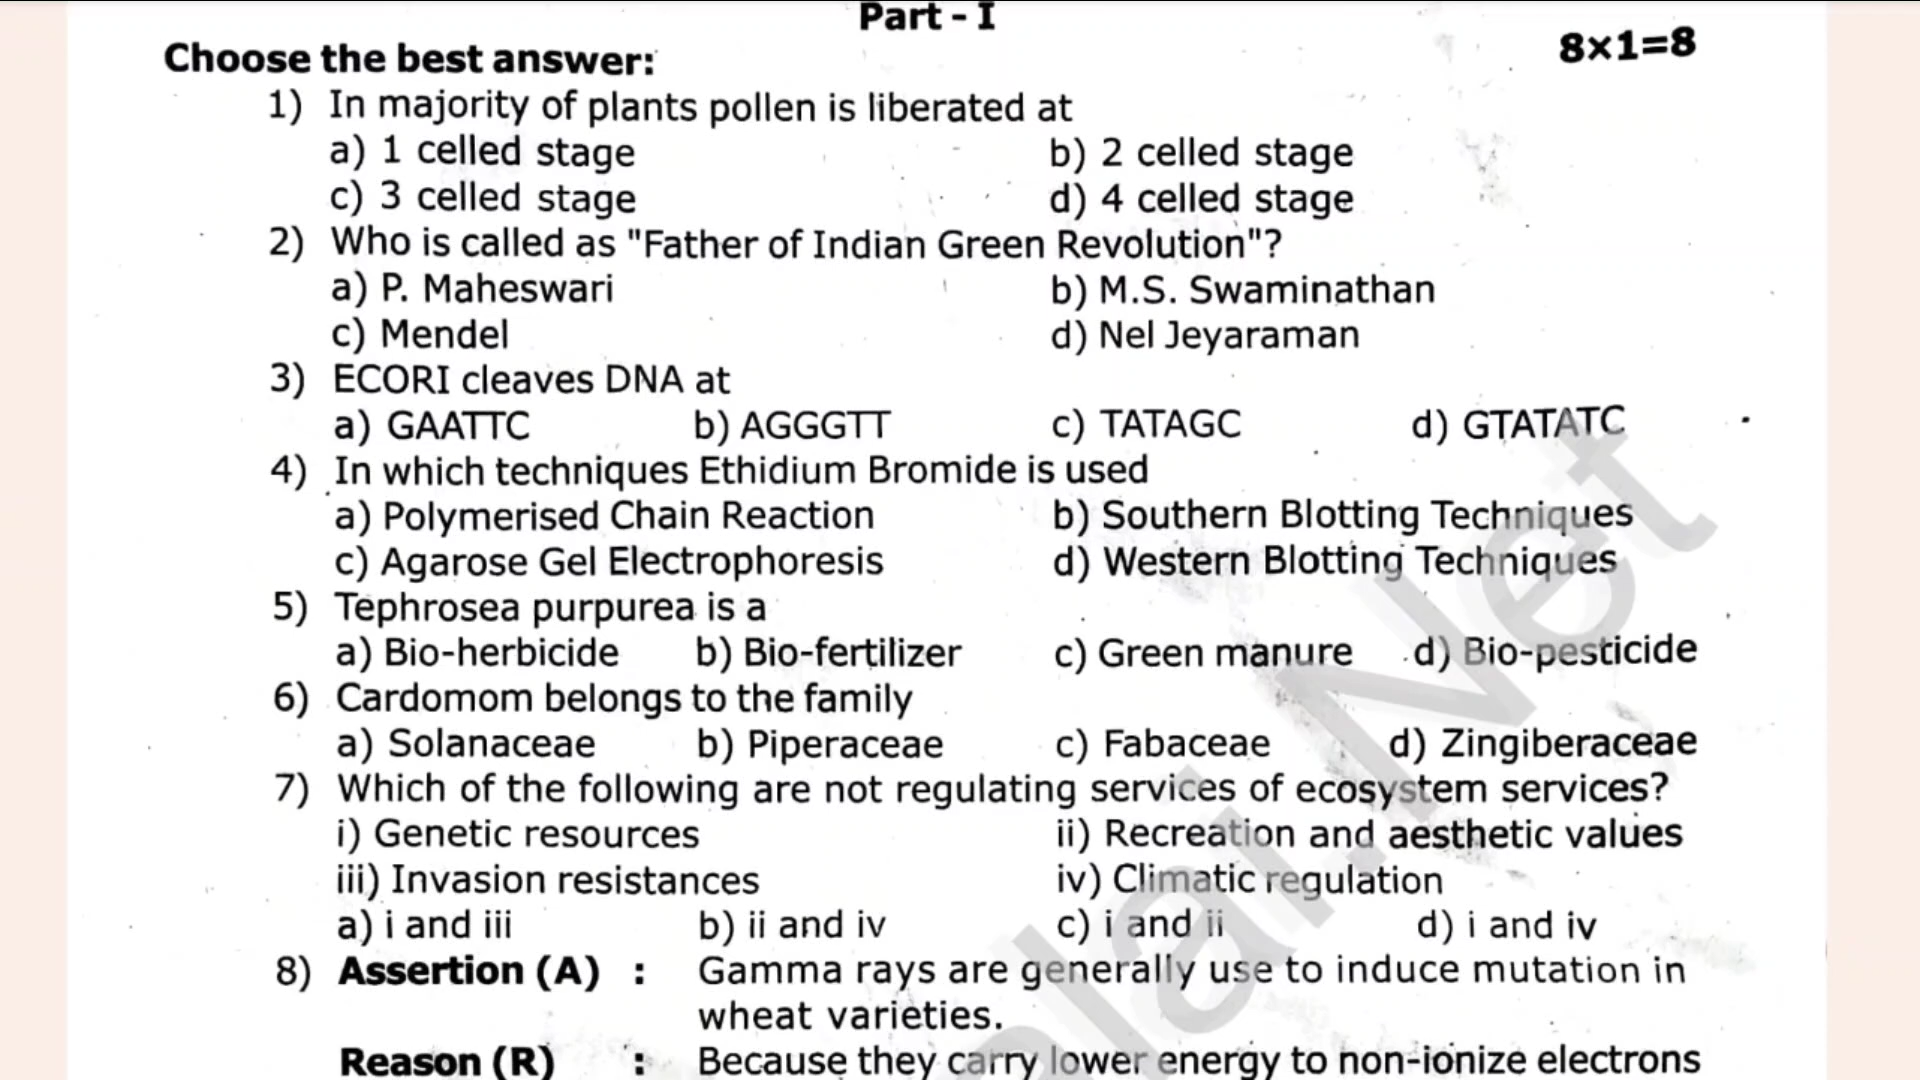 Part - I
Choose the best answer: 8x1=8
1) In majority of plants pollen is liberated at
a) 1 celled stage b) 2 celled stage
c) 3 celled stage d) 4 celled stage
2) Who is called as "Father of Indian Green Revolution"?
a) P. Maheswari b) M.S. Swaminathan
c) Mendel d) Nel Jeyaraman
3) ECORI cleaves DNA at
a) GAATTC b) AGGGTT c) TATAGC d) GTATATC
4) In which techniques Ethidium Bromide is used
a) Polymerised Chain Reaction b) Southern Blotting Techniques
c) Agarose Gel Electrophoresis d) Western Blotting Techniques
5) Tephrosea purpurea is a
a) Bio-herbicide b) Bio-fertilizer c) Green manure d) Bio-pesticide
6) Cardomom belongs to the family
a) Solanaceae b) Piperaceae c) Fabaceae d) Zingiberaceae
7) Which of the following are not regulating services of ecosystem services?
i) Genetic resources ii) Recreation and aesthetic values
iii) Invasion resistances iv) Climatic regulation
a) i and iii b) ii and iv c) i and ii d) i and iv
8) Assertion (A) : Gamma rays are generally use to induce mutation in
wheat varieties.
Reason (R) : Because they carry lower energy to non-ionize electrons
alai.Net